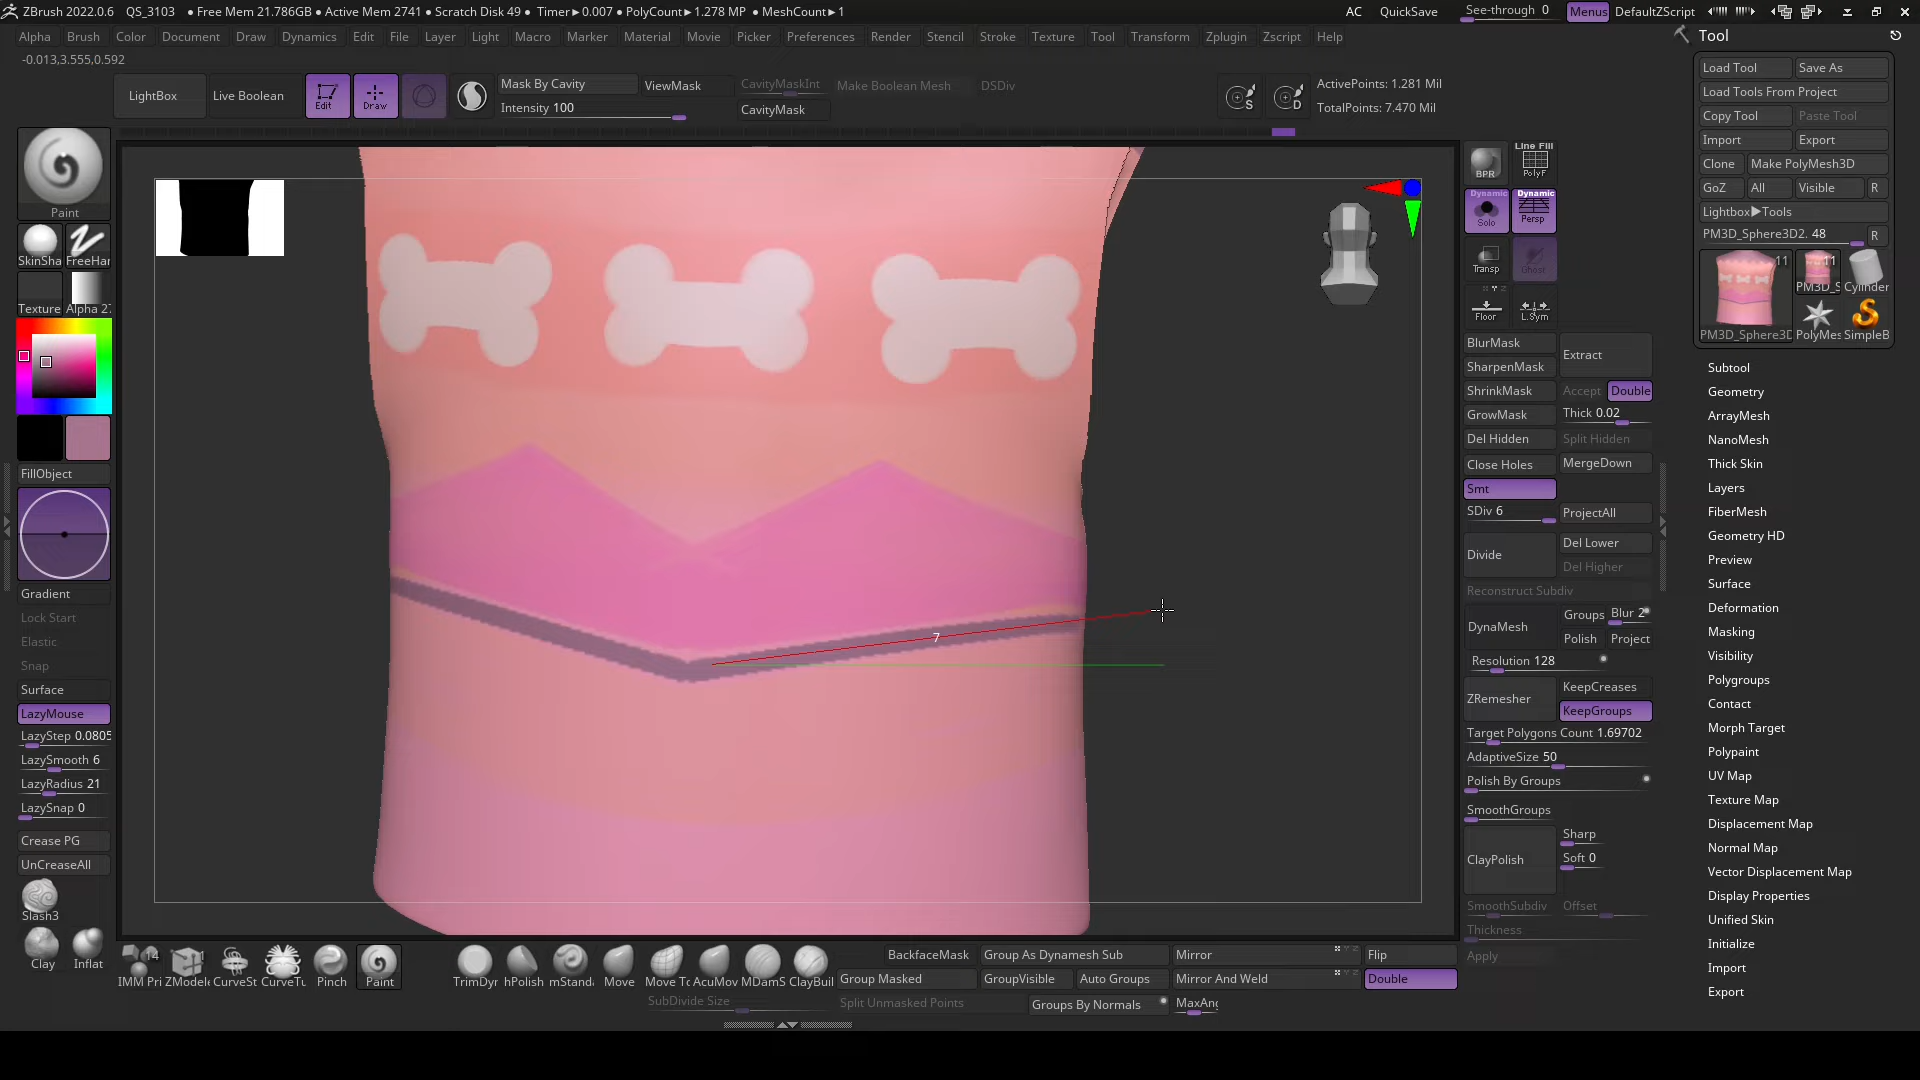 ZBrush 2022.0.6 QS_3103 • Free Mem 21.786GB • Active Mem 2741 • Scratch Disk 49 • Timer▶0.007 • PolyCount▶1.278 MP • MeshCount▶1 AC QuickSave See-through 0 Menus DefaultZScript
Alpha Brush Color Document Draw Dynamics Edit File Layer Light Macro Marker Material Movie Picker Preferences Render Stencil Stroke Texture Tool Transform Zplugin Zscript Help
Tool
-0.013,3.555,0.592
LightBox
Live Boolean
Edit
Draw
Mask By Cavity
Intensity 100
ViewMask
CavityMaskInt
CavityMask
Make Boolean Mesh
DSDiv
S
D
ActivePoints: 1.281 Mil
TotalPoints: 7.470 Mil
Paint
SkinSha
FreeHan
Texture
Alpha 27
FillObject
Gradient
Lock Start
Elastic
Snap
Surface
LazyMouse
LazyStep 0.0805
LazySmooth 6
LazyRadius 21
LazySnap 0
Crease PG
UnCreaseAll
Slash3
Clay
Inflat
7
BPR
Line Fill
PolyF
Dynamic
Solo
Dynamic
Persp
Transp
Ghost
Floor
L.Sym
BlurMask
SharpenMask
Extract
ShrinkMask
Accept
Double
GrowMask
Thick 0.02
Del Hidden
Split Hidden
Close Holes
MergeDown
Smt
SDiv 6
ProjectAll
Divide
Del Lower
Del Higher
Reconstruct Subdiv
DynaMesh
Groups
Blur 2
Polish
Project
Resolution 128
ZRemesher
KeepCreases
KeepGroups
Target Polygons Count 1.69702
AdaptiveSize 50
Polish By Groups
SmoothGroups
ClayPolish
Sharp
Soft 0
SmoothSubdiv
Offset
Thickness
Apply
Load Tool
Save As
Load Tools From Project
Copy Tool
Paste Tool
Import
Export
Clone
Make PolyMesh3D
GoZ
All
Visible
R
Lightbox▶Tools
PM3D_Sphere3D2. 48
R
11
PM3D_Sphere3D
11
PM3D_S
Cylinder
PolyMes
SimpleB
Subtool
Geometry
ArrayMesh
NanoMesh
Thick Skin
Layers
FiberMesh
Geometry HD
Preview
Surface
Deformation
Masking
Visibility
Polygroups
Contact
Morph Target
Polypaint
UV Map
Texture Map
Displacement Map
Normal Map
Vector Displacement Map
Display Properties
Unified Skin
Initialize
Import
Export
14
IMM Pri
ZModele
CurveSt
CurveTu
Pinch
Paint
TrimDyn
hPolish
mStand
Move
Move To
AcuMov
MDamS
ClayBuil
BackfaceMask
Group As Dynamesh Sub
Mirror
Flip
Group Masked
GroupVisible
Auto Groups
Mirror And Weld
Double
SubDivide Size
Split Unmasked Points
Groups By Normals
MaxAng